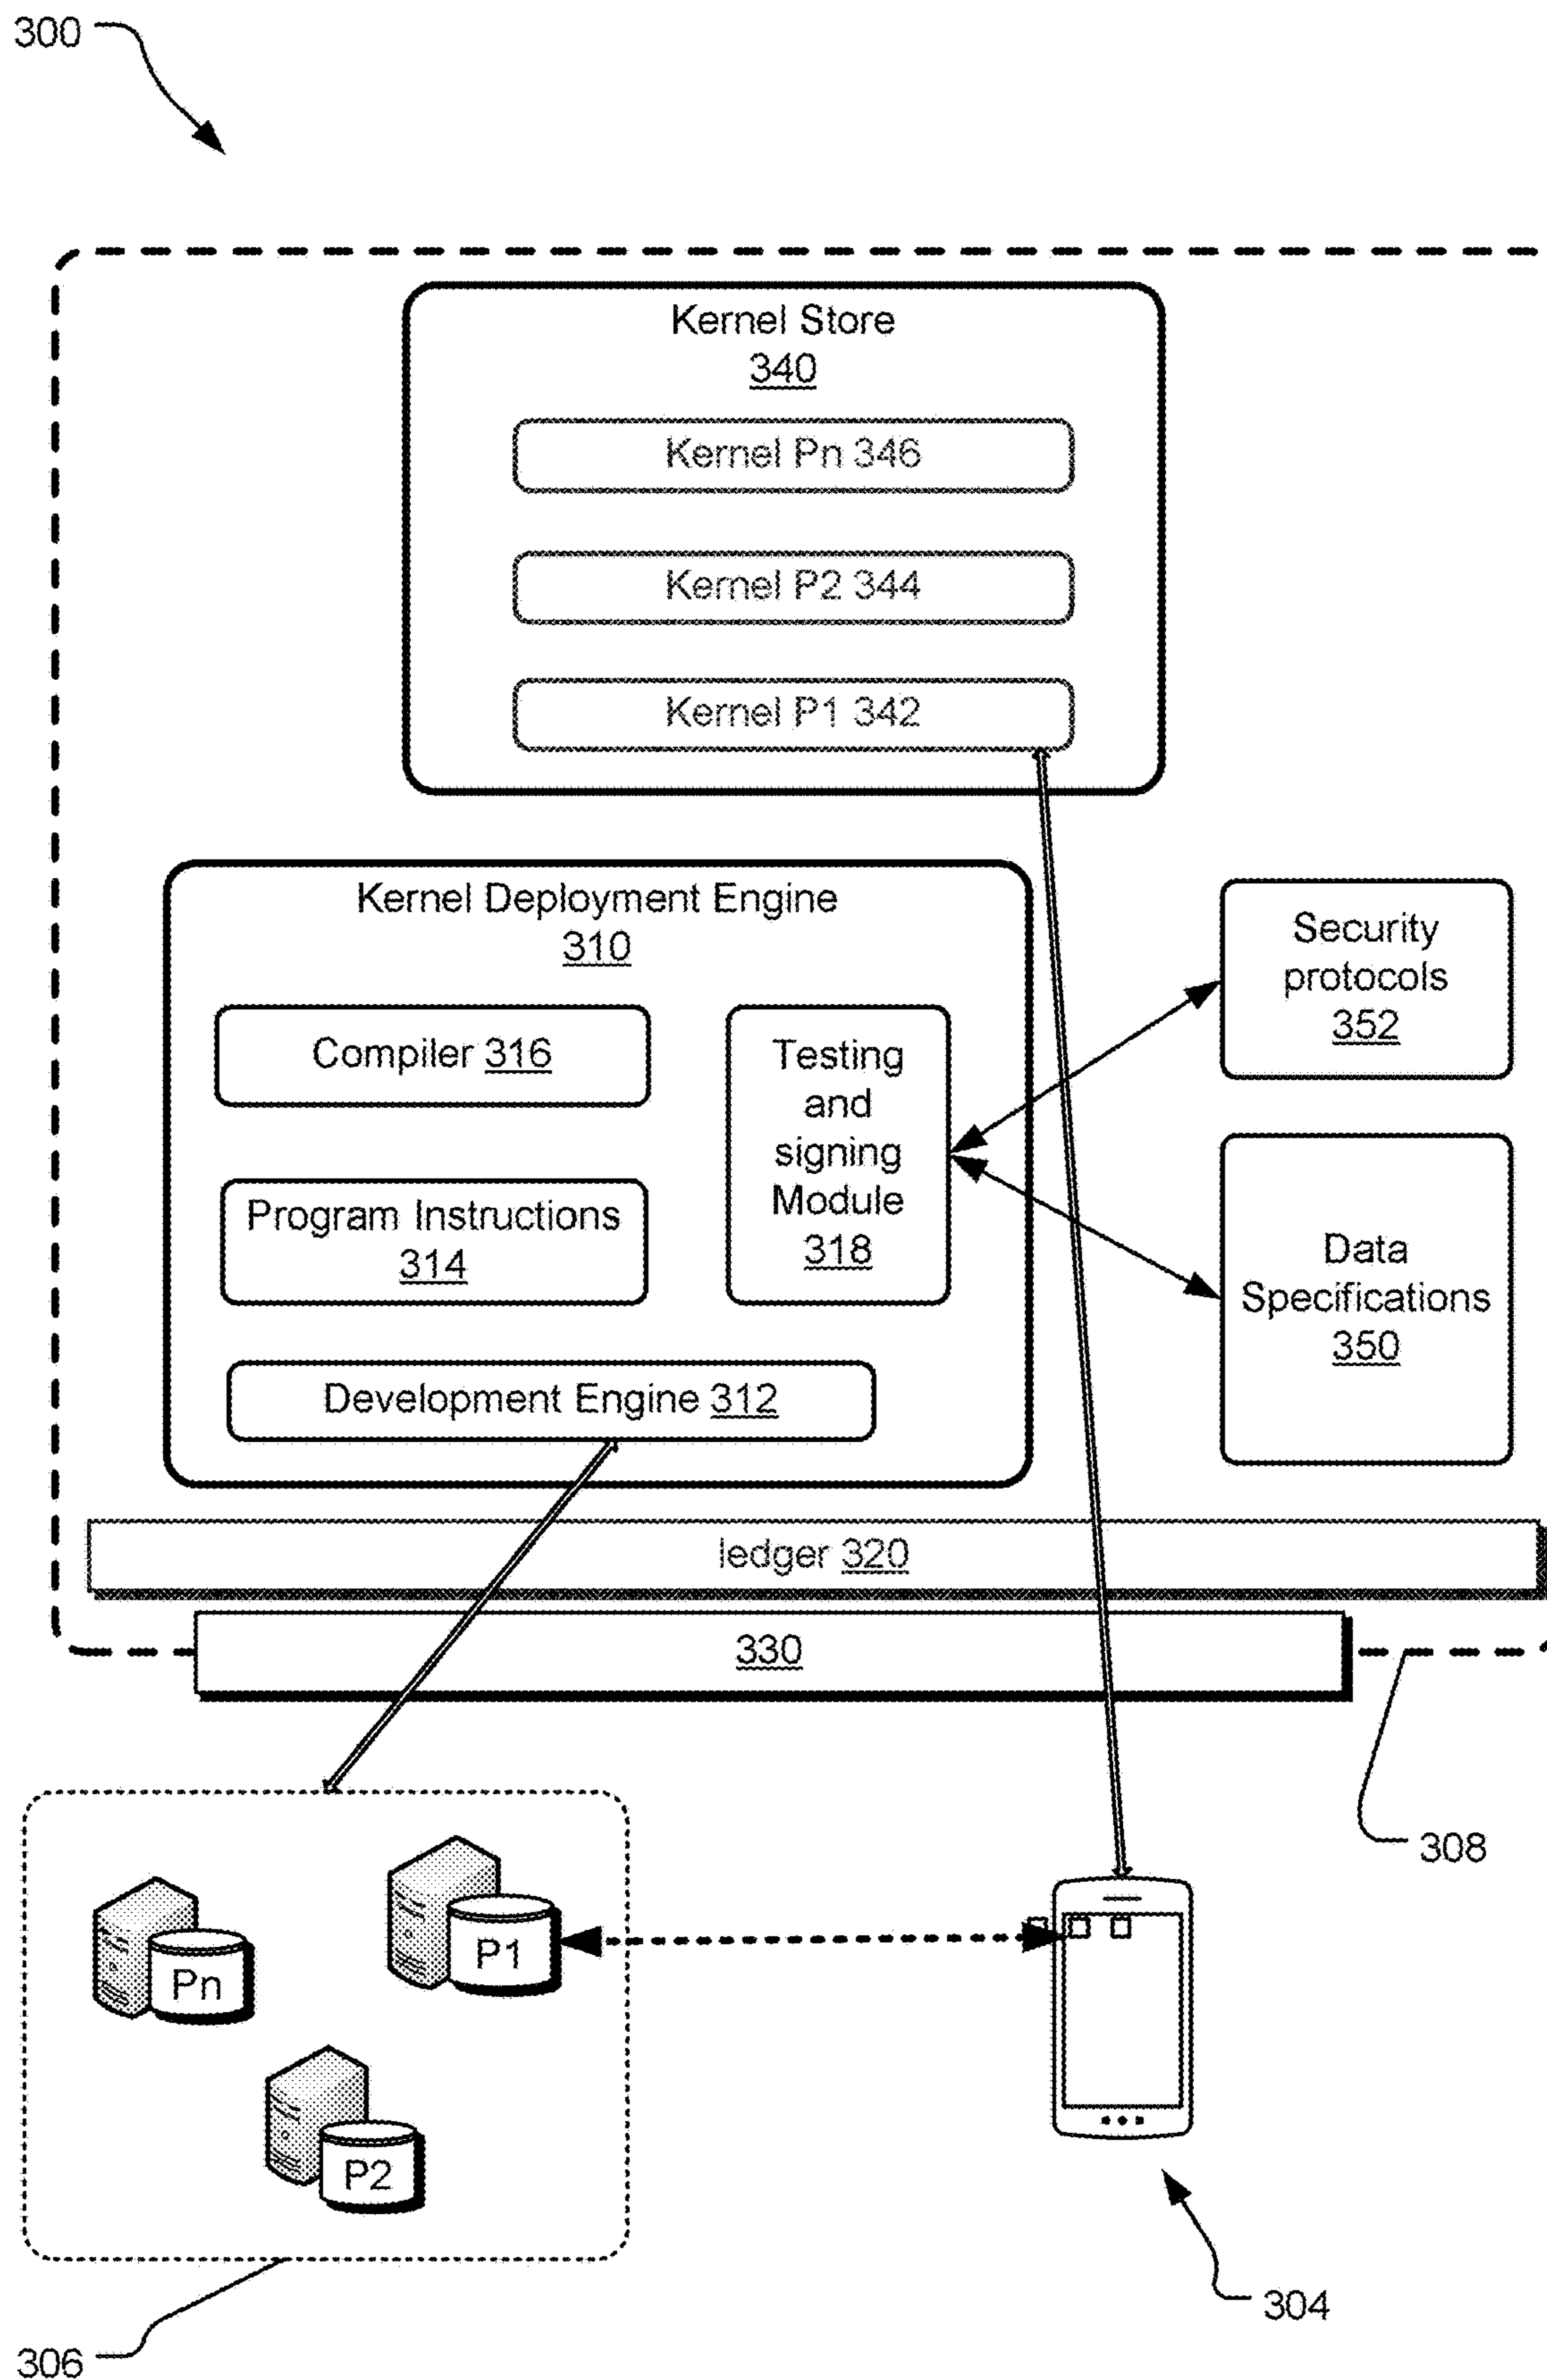 300
Kernel Store
340
Kernel Pn 346
Kernel P2 344
Kernel P1 342
Kernel Deployment Engine
310
Compiler 316
Testing
and
signing
Module
318
Program Instructions
314
Development Engine 312
Security
protocols
352
Data
Specifications
350
ledger 320
330
308
P1
Pn
P2
304
306